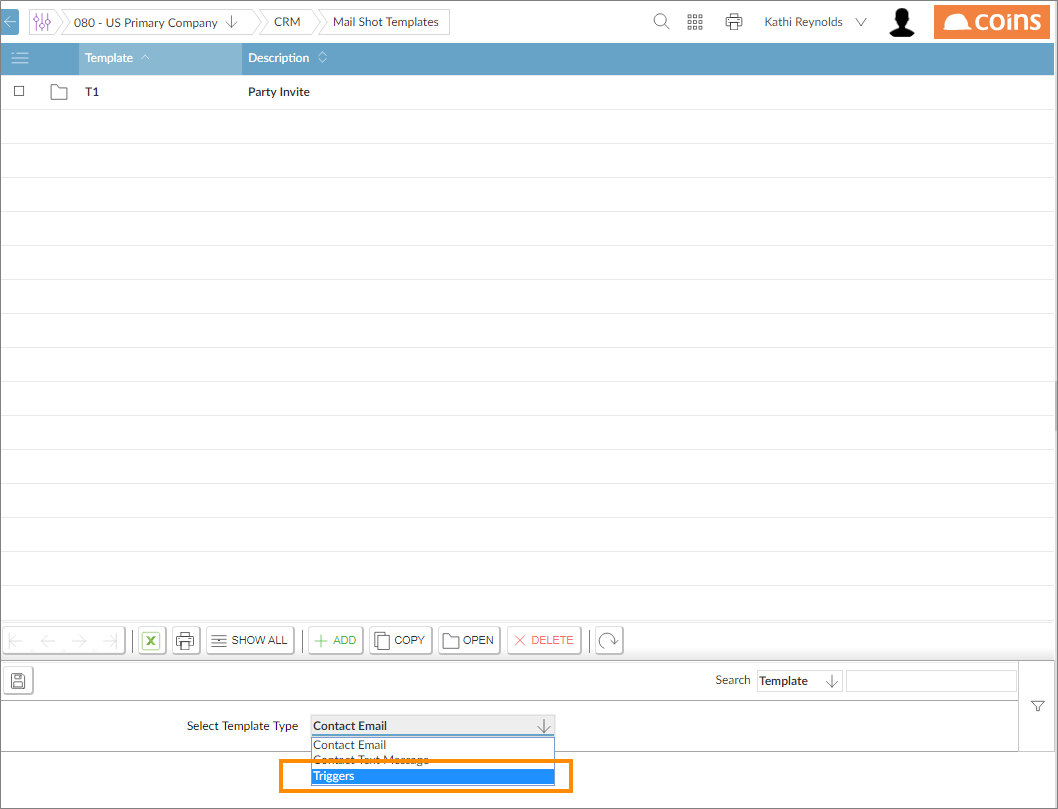 080 - US Primary Company CRM Mail Shot Templates Kathi Reynolds coins
Template Description
T1 Party Invite
SHOW ALL ADD COPY OPEN DELETE
Search Template
Select Template Type Contact Email
Contact Email
Contact Text Message
Triggers